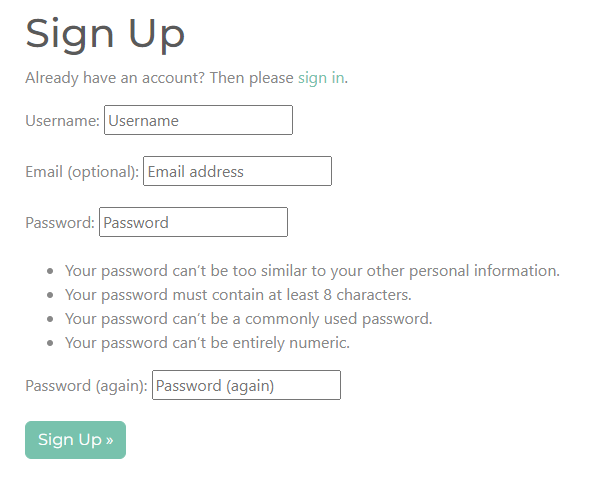 Sign Up
Already have an account? Then please sign in.
Username: Username
Email (optional): Email address
Password: Password
• Your password can't be too similar to your other personal information.
• Your password must contain at least 8 characters.
• Your password can't be a commonly used password.
• Your password can't be entirely numeric.
Password (again): Password (again)
Sign Up »